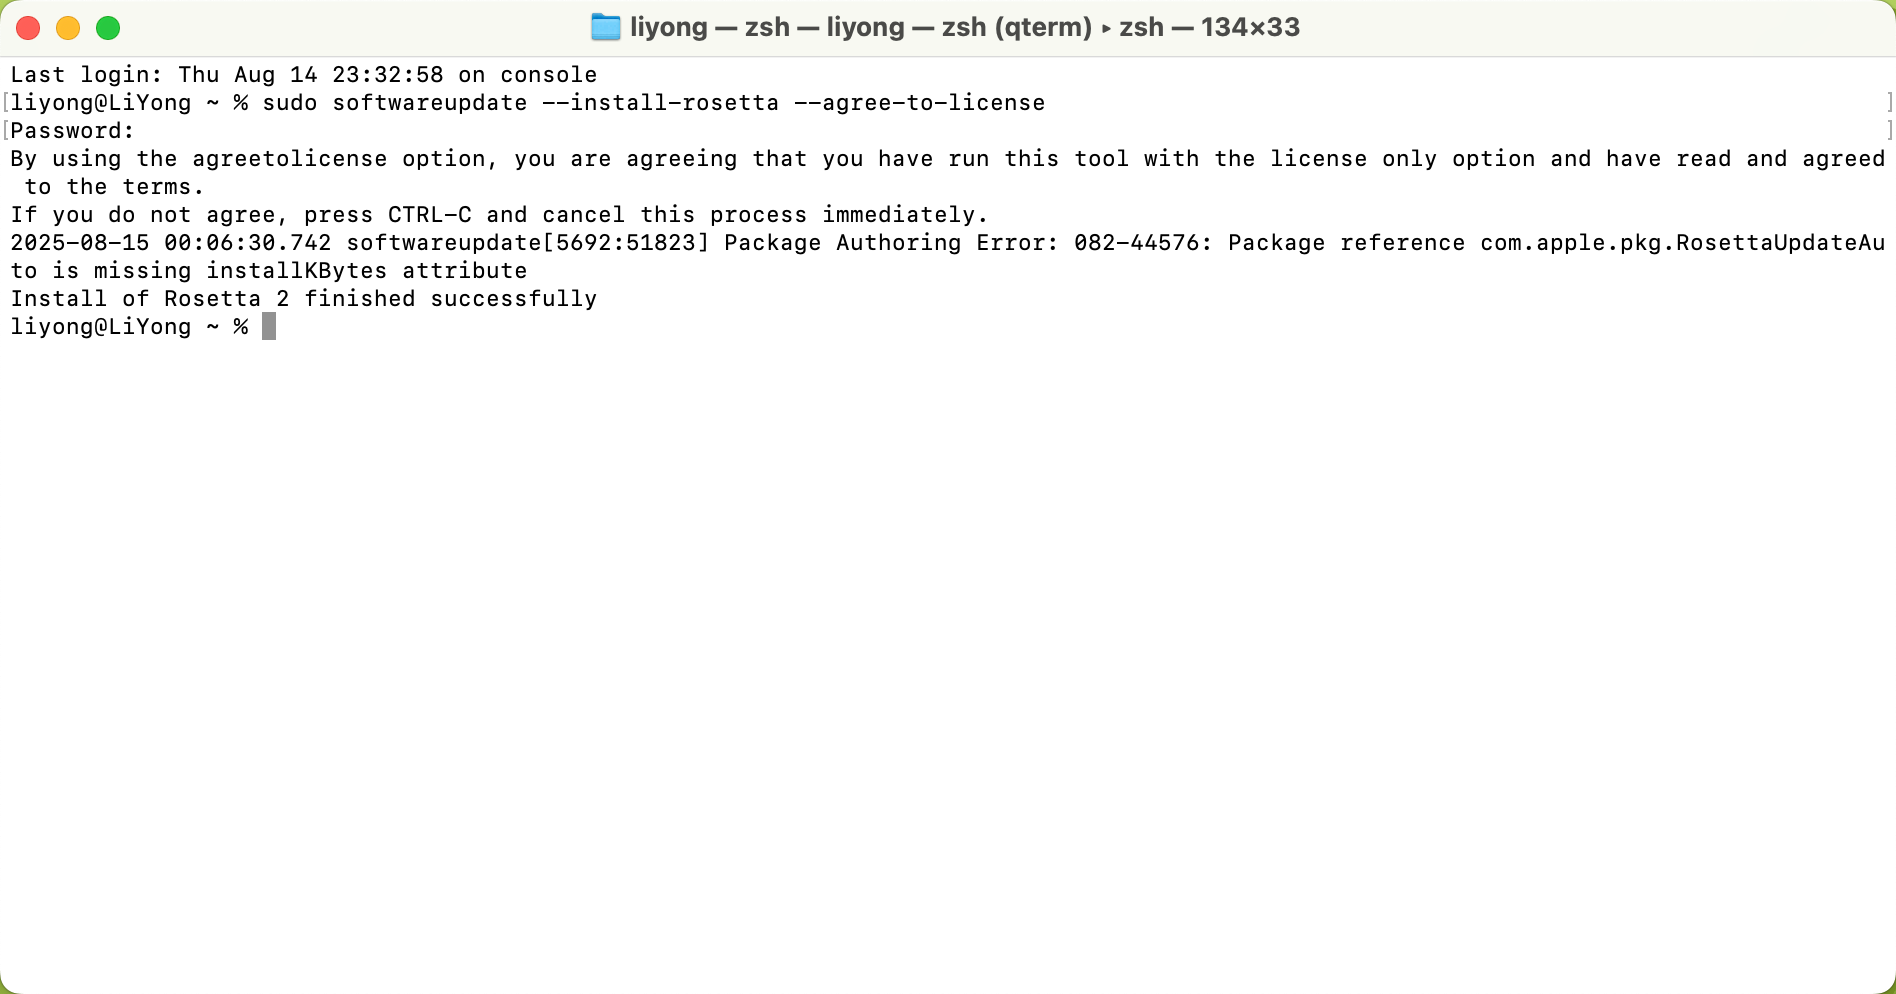 liyong — zsh — liyong — zsh (qterm) ▸ zsh — 134×33
Last login: Thu Aug 14 23:32:58 on console
[liyong@LiYong ~ % sudo softwareupdate --install-rosetta --agree-to-license ]
[Password: ]
By using the agreetolicense option, you are agreeing that you have run this tool with the license only option and have read and agreed
 to the terms.
If you do not agree, press CTRL-C and cancel this process immediately.
2025-08-15 00:06:30.742 softwareupdate[5692:51823] Package Authoring Error: 082-44576: Package reference com.apple.pkg.RosettaUpdateAu
to is missing installKBytes attribute
Install of Rosetta 2 finished successfully
liyong@LiYong ~ %